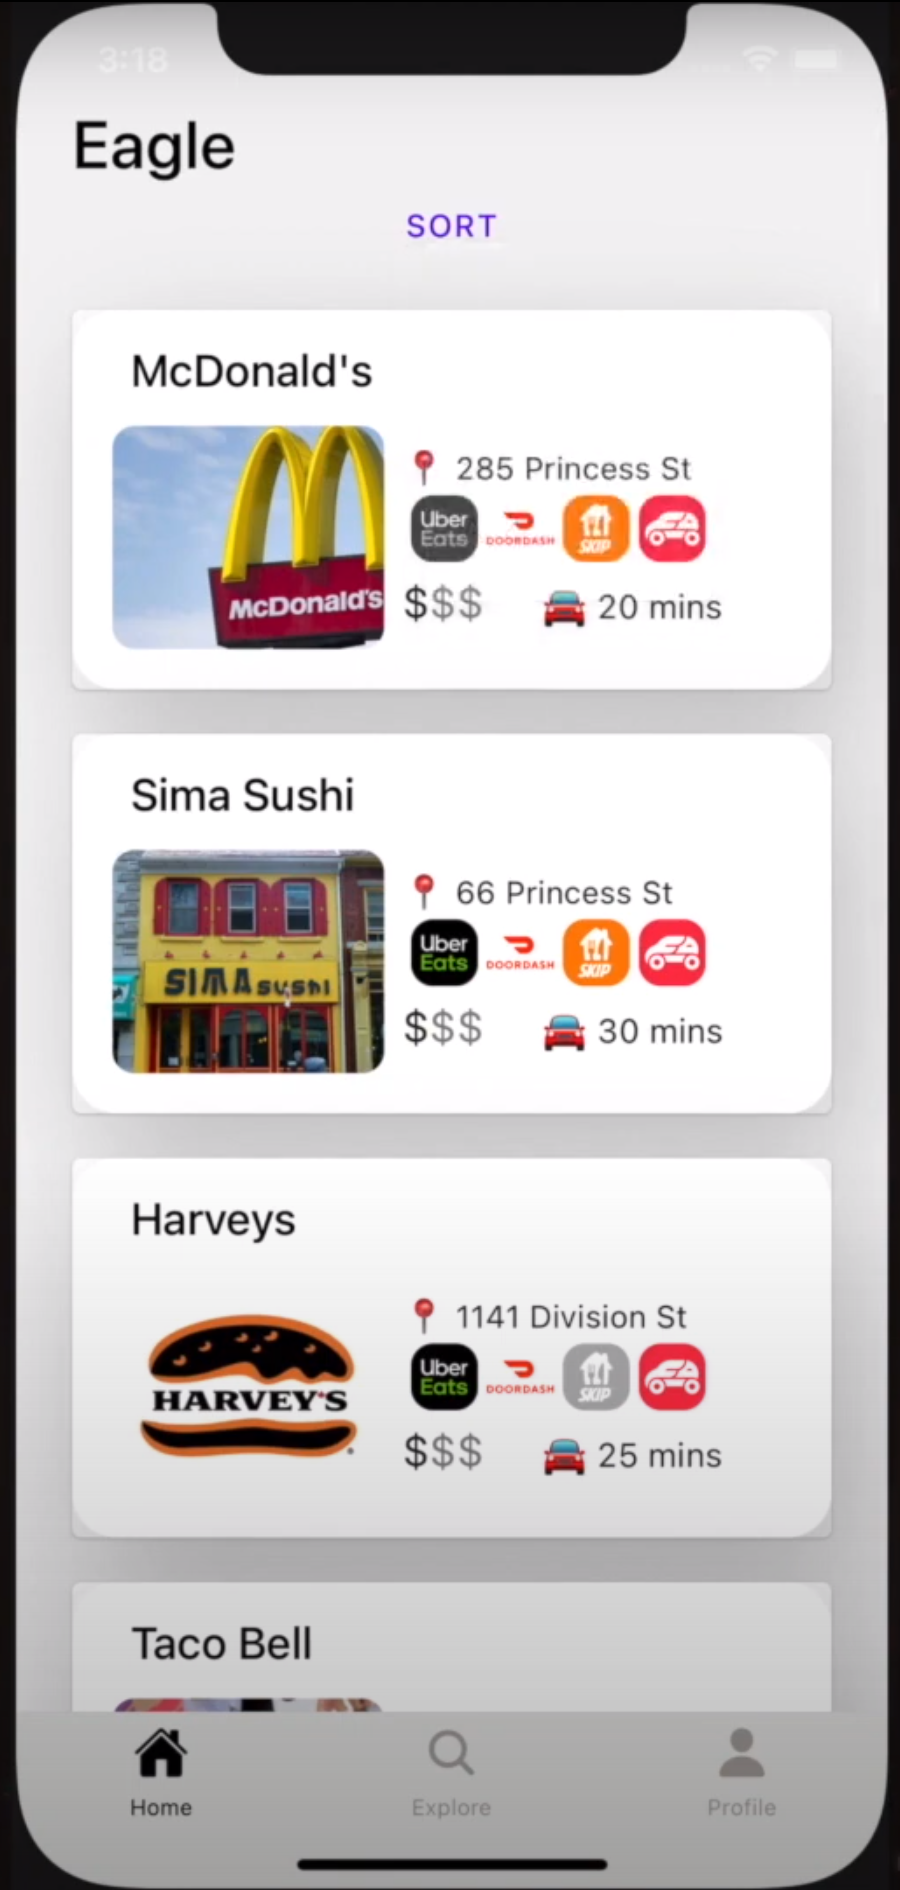 3:18
Eagle
SORT
McDonald's
McDonald's
285 Princess St
Uber Eats DOORDASH SKIP
$$$ 20 mins
Sima Sushi
SIMA sushi
66 Princess St
Uber Eats DOORDASH SKIP
$$$ 30 mins
Harveys
HARVEY'S
1141 Division St
Uber Eats DOORDASH SKIP
$$$ 25 mins
Taco Bell
Home Explore Profile